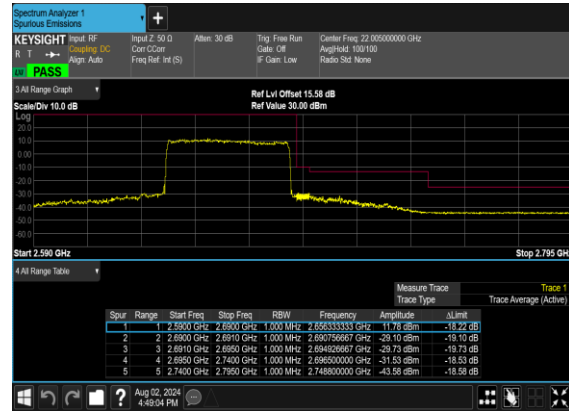 Spectrum Analyzer 1
Spurious Emissions
+
KEYSIGHT Input: RF Input Z: 50 Ω Atten: 30 dB Trig: Free Run Center Freq: 22.005000000 GHz
R T Coupling: DC Corr CCorr Gate: Off Avg|Hold: 100/100
Align: Auto Freq Ref: Int (S) IF Gain: Low Radio Std: None
PASS
3 All Range Graph
Ref Lvl Offset 15.58 dB
Scale/Div 10.0 dB Ref Value 30.00 dBm
Log
20.0
10.0
0.00
-10.0
-20.0
-30.0
-40.0
-50.0
-60.0
Start 2.590 GHz Stop 2.795 GH
4 All Range Table
Measure Trace Trace 1
Trace Type Trace Average (Active)
Spur Range Start Freq Stop Freq RBW Frequency Amplitude ΔLimit
1 1 2.5900 GHz 2.6900 GHz 1.000 MHz 2.656333333 GHz 11.78 dBm -18.22 dB
2 2 2.6900 GHz 2.6910 GHz 1.000 MHz 2.690756667 GHz -29.10 dBm -19.10 dB
3 3 2.6910 GHz 2.6950 GHz 1.000 MHz 2.694926667 GHz -29.73 dBm -19.73 dB
4 4 2.6950 GHz 2.7400 GHz 1.000 MHz 2.696500000 GHz -31.53 dBm -18.53 dB
5 5 2.7400 GHz 2.7950 GHz 1.000 MHz 2.748800000 GHz -43.58 dBm -18.58 dB
? Aug 02, 2024
4:49:04 PM